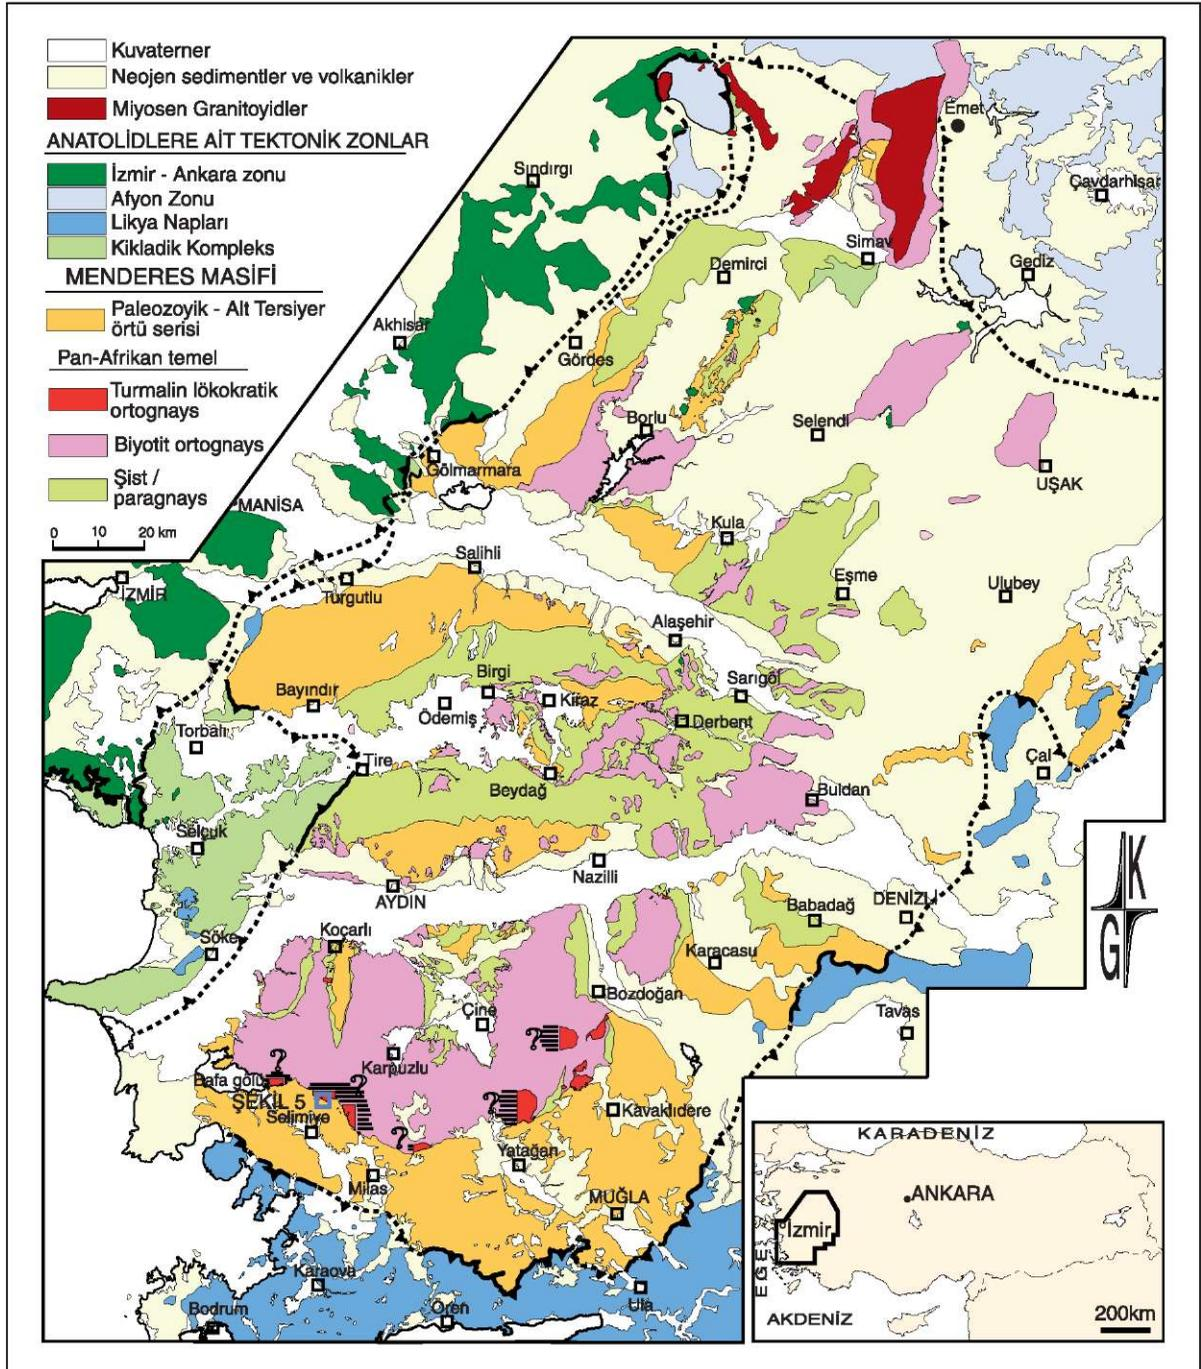 Kuvaterner
Neojen sedimentler ve volkanikler
Miyosen Granitoyidler
ANATOLİDLERE AİT TEKTONİK ZONLAR
İzmir - Ankara zonu
Afyon Zonu
Likya Napları
Kikladik Kompleks
MENDERES MASİFİ
Paleozoyik - Alt Tersiyer
örtü serisi
Pan-Afrikan temel
Turmalin lökokratik
ortognays
Biyotit ortognays
Şist /
paragnays
0 10 20 km
Emet
Sındırgı
Çavdarhisar
Simav
Demirci
Gediz
Akhisar
Gördes
Borlu
Selendi
Gölmarmara
UŞAK
MANİSA
Kula
Salihli
İZMİR
Turgutlu
Eşme
Ulubey
Alaşehir
Birgi
Sarıgöl
Bayındır
Kiraz
Ödemiş
Derbent
Torbalı
Tire
Çal
Beydağ
Buldan
Selçuk
Nazilli
AYDIN
Babadağ
DENİZLİ
K
G
Koçarlı
Söke
Karacasu
Bozdoğan
Çine
Tavas
?
Karpuzlu
?
?
Bafa gölü
ŞEKİL 5
?
Kavaklıdere
Selimiye
?
Yatağan
Milas
MUĞLA
Karaova
Ula
Bodrum
Ören
KARADENİZ
ANKARA
İzmir
EGE
AKDENİZ
200km